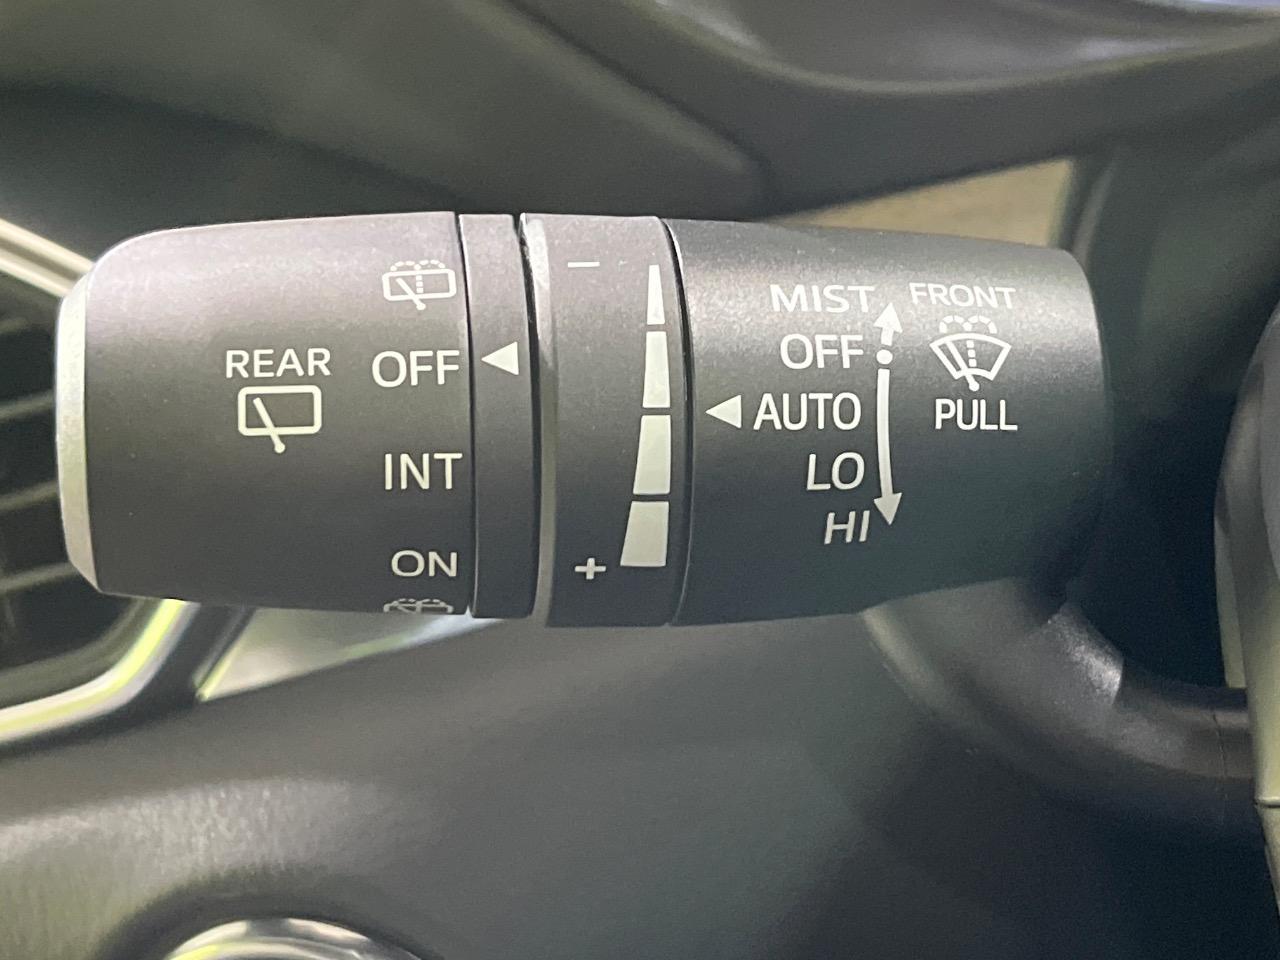 REAR
OFF
INT
ON
−
+
MIST
OFF
AUTO
LO
HI
FRONT
PULL